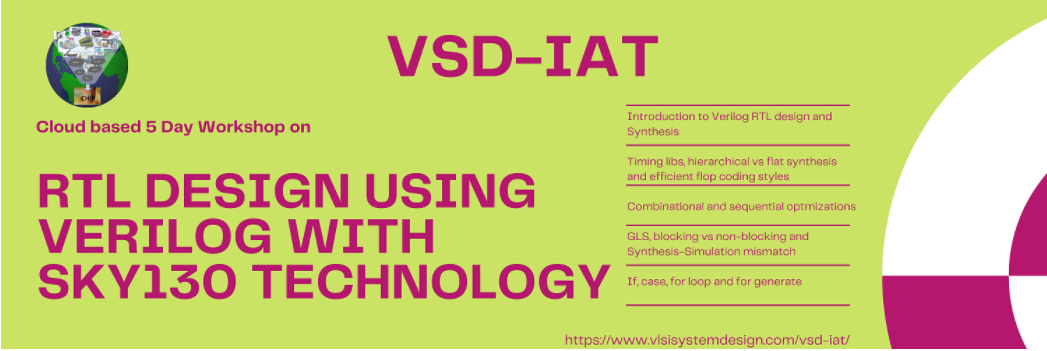 VSD-IAT
CHIP
Cloud based 5 Day Workshop on
RTL DESIGN USING
VERILOG WITH
SKY130 TECHNOLOGY
Introduction to Verilog RTL design and
Synthesis
Timing libs, hierarchical vs flat synthesis
and efficient flop coding styles
Combinational and sequential optmizations
GLS, blocking vs non-blocking and
Synthesis-Simulation mismatch
If, case, for loop and for generate
https://www.vlsisystemdesign.com/vsd-iat/